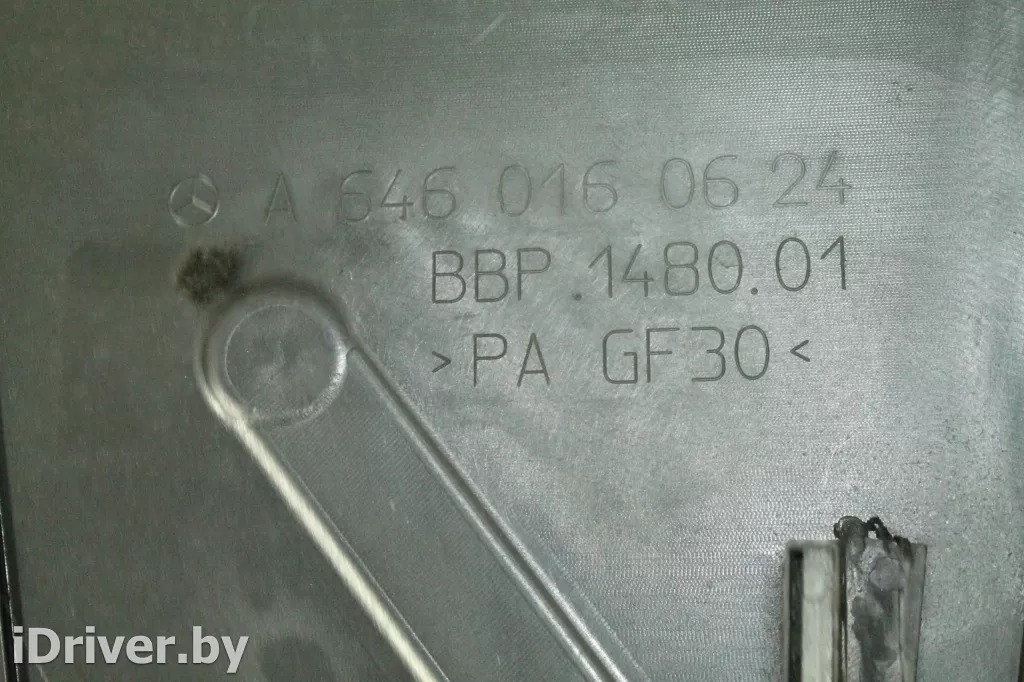 A 646 016 06 24
BBP.1480.01
>PA GF30<
iDriver.by